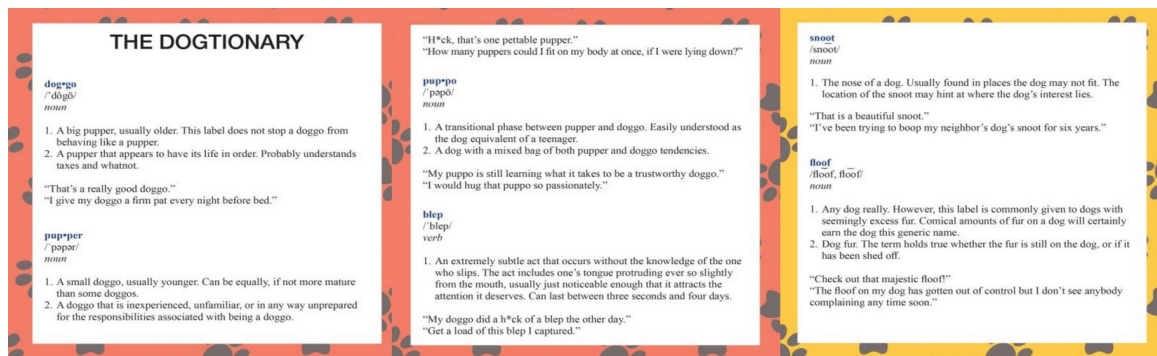 THE DOGTIONARY
dog•go
/ˈdôgō/
noun
1. A big pupper, usually older. This label does not stop a doggo from
behaving like a pupper.
2. A pupper that appears to have its life in order. Probably understands
taxes and whatnot.
“That’s a really good doggo.”
“I give my doggo a firm pat every night before bed.”
pup•per
/ˈpəpər/
noun
1. A small doggo, usually younger. Can be equally, if not more mature
than some doggos.
2. A doggo that is inexperienced, unfamiliar, or in any way unprepared
for the responsibilities associated with being a doggo.
“H*ck, that’s one pettable pupper.”
“How many puppers could I fit on my body at once, if I were lying down?”
pup•po
/ˈpəpō/
noun
1. A transitional phase between pupper and doggo. Easily understood as
the dog equivalent of a teenager.
2. A dog with a mixed bag of both pupper and doggo tendencies.
“My puppo is still learning what it takes to be a trustworthy doggo.”
“I would hug that puppo so passionately.”
blep
/ˈblep/
verb
1. An extremely subtle act that occurs without the knowledge of the one
who slips. The act includes one’s tongue protruding ever so slightly
from the mouth, usually just noticeable enough that it attracts the
attention it deserves. Can last between three seconds and four days.
“My doggo did a h*ck of a blep the other day.”
“Get a load of this blep I captured.”
snoot
/sno͞ot/
noun
1. The nose of a dog. Usually found in places the dog may not fit. The
location of the snoot may hint at where the dog’s interest lies.
“That is a beautiful snoot.”
“I’ve been trying to boop my neighbor’s dog’s snoot for six years.”
floof
/flo͝of, flo͞of/
noun
1. Any dog really. However, this label is commonly given to dogs with
seemingly excess fur. Comical amounts of fur on a dog will certainly
earn the dog this generic name.
2. Dog fur. The term holds true whether the fur is still on the dog, or if it
has been shed off.
“Check out that majestic floof!”
“The floof on my dog has gotten out of control but I don’t see anybody
complaining any time soon.”